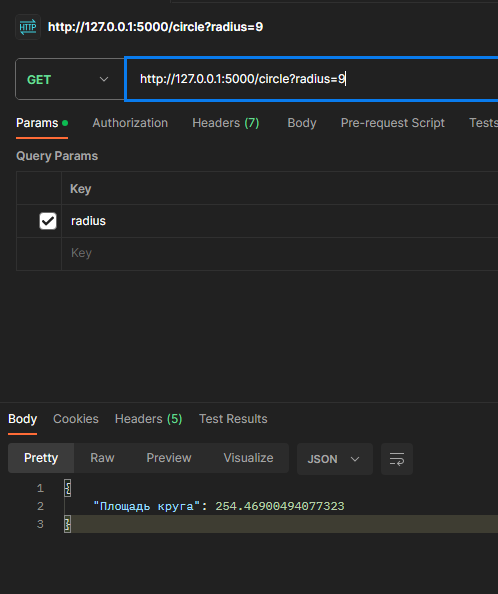 HTTP http://127.0.0.1:5000/circle?radius=9
GET http://127.0.0.1:5000/circle?radius=9
Params Authorization Headers (7) Body Pre-request Script Tests
Query Params
Key
radius
Key
Body Cookies Headers (5) Test Results
Pretty Raw Preview Visualize JSON
1 {
2 "Площадь круга": 254.46900494077323
3 }